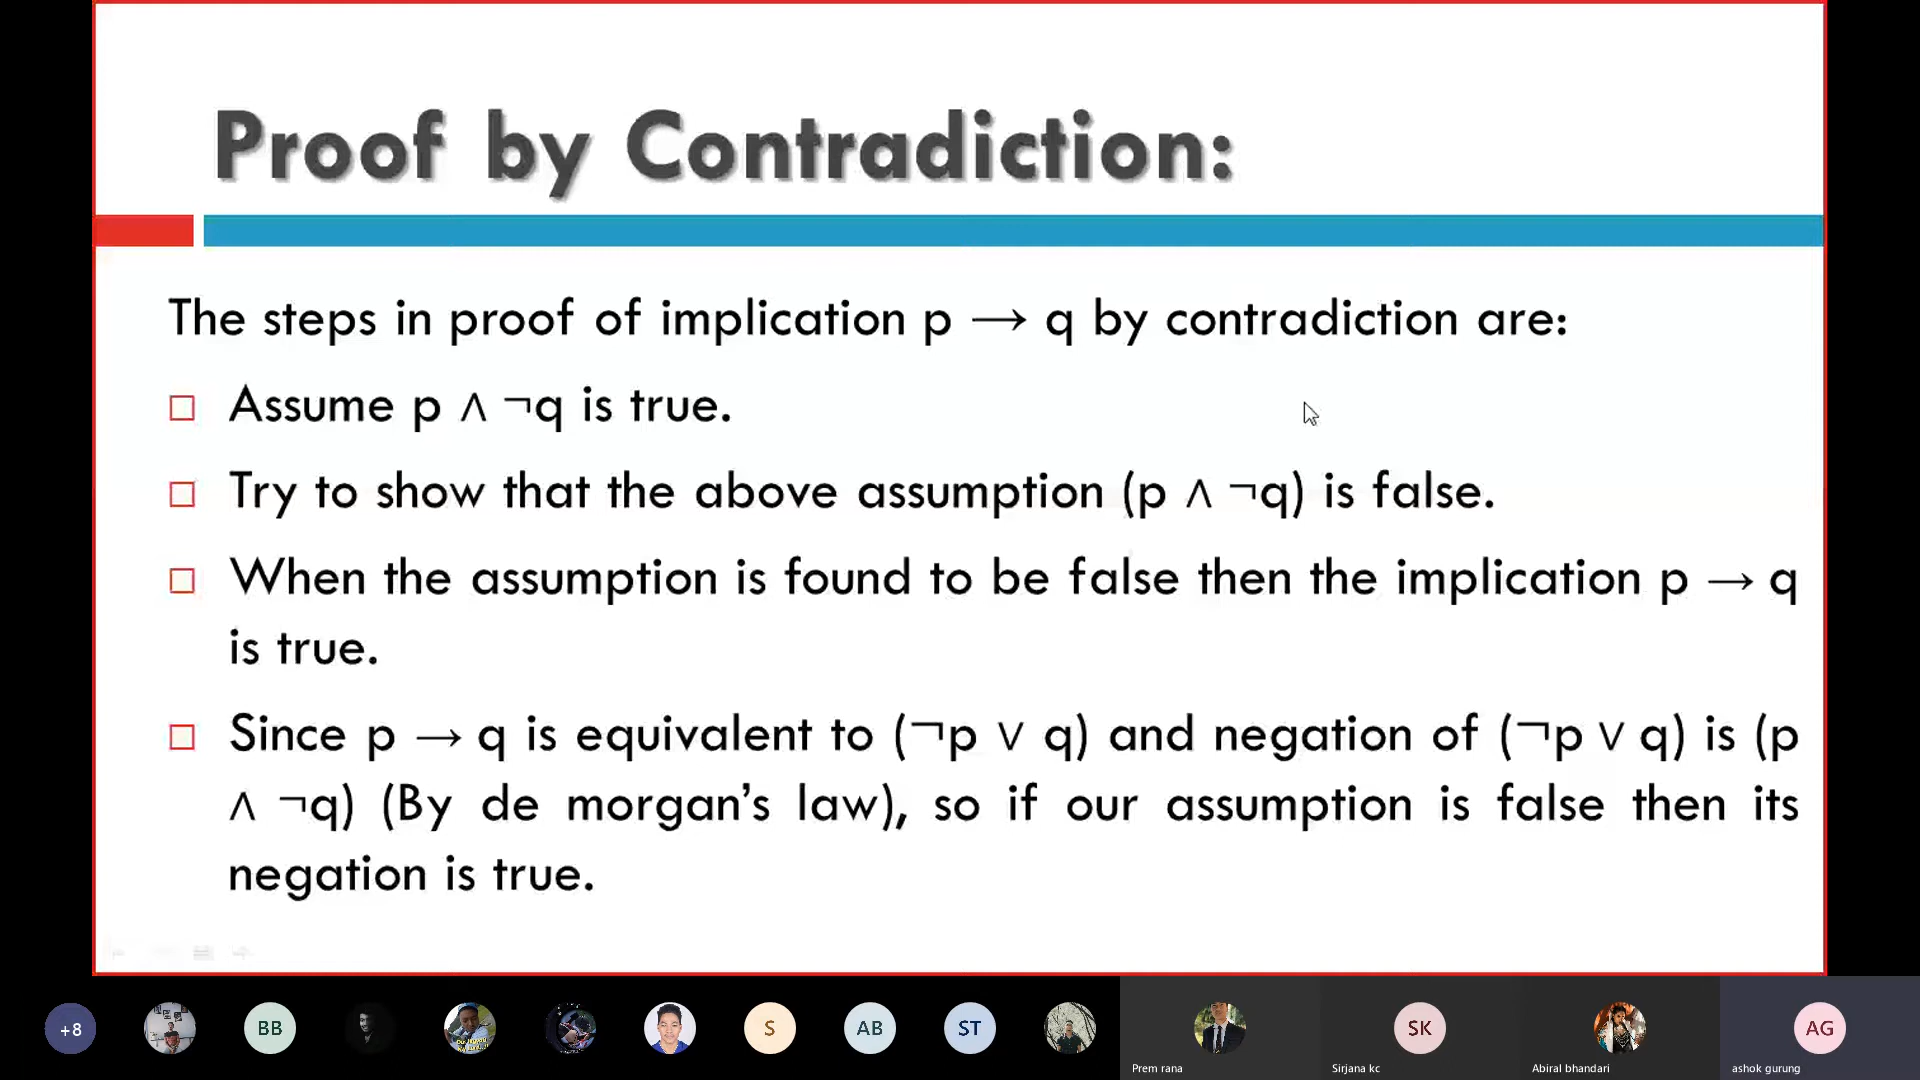 Proof by Contradiction:
The steps in proof of implication p → q by contradiction are:
Assume p ∧ ¬q is true.
Try to show that the above assumption (p ∧ ¬q) is false.
When the assumption is found to be false then the implication p → q
is true.
Since p → q is equivalent to (¬p ∨ q) and negation of (¬p ∨ q) is (p
∧ ¬q) (By de morgan’s law), so if our assumption is false then its
negation is true.
+8 BB S AB ST SK AG
Prem rana Sirjana kc Abiral bhandari ashok gurung